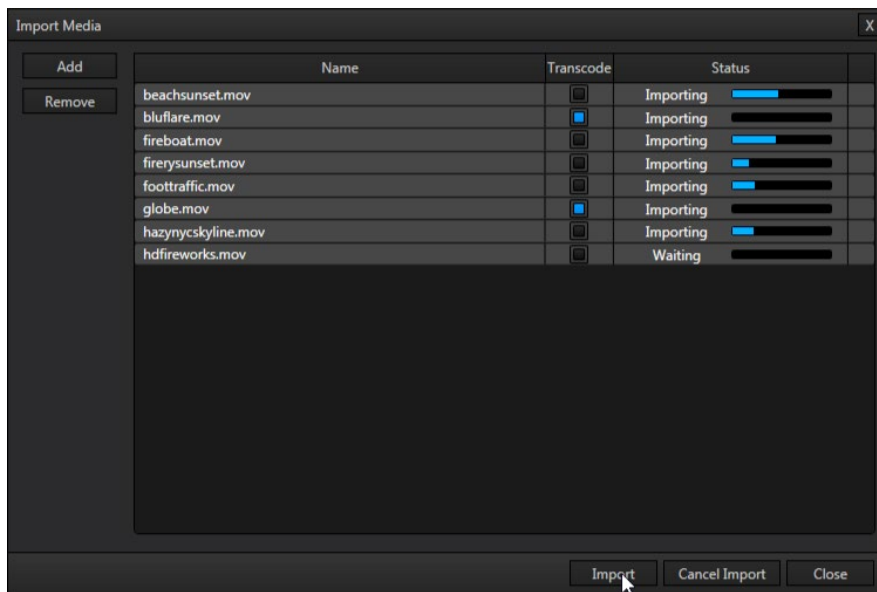 Import Media X
Add
Remove
Name Transcode Status
beachsunset.mov Importing
bluflare.mov Importing
fireboat.mov Importing
firerysunset.mov Importing
foottraffic.mov Importing
globe.mov Importing
hazynycskyline.mov Importing
hdfireworks.mov Waiting
Import Cancel Import Close